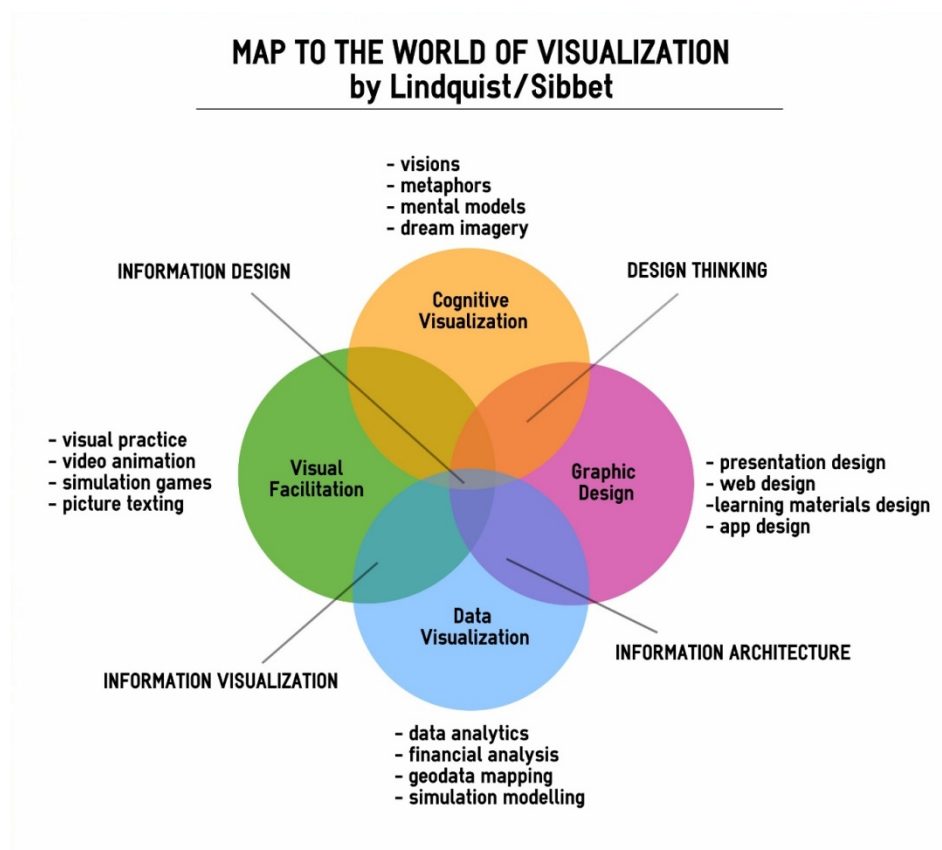 MAP TO THE WORLD OF VISUALIZATION
by Lindquist/Sibbet
- visions
- metaphors
- mental models
- dream imagery
INFORMATION DESIGN
DESIGN THINKING
Cognitive
Visualization
- visual practice
- video animation
- simulation games
- picture texting
Visual
Facilitation
Graphic
Design
- presentation design
- web design
-learning materials design
- app design
Data
Visualization
INFORMATION VISUALIZATION
INFORMATION ARCHITECTURE
- data analytics
- financial analysis
- geodata mapping
- simulation modelling